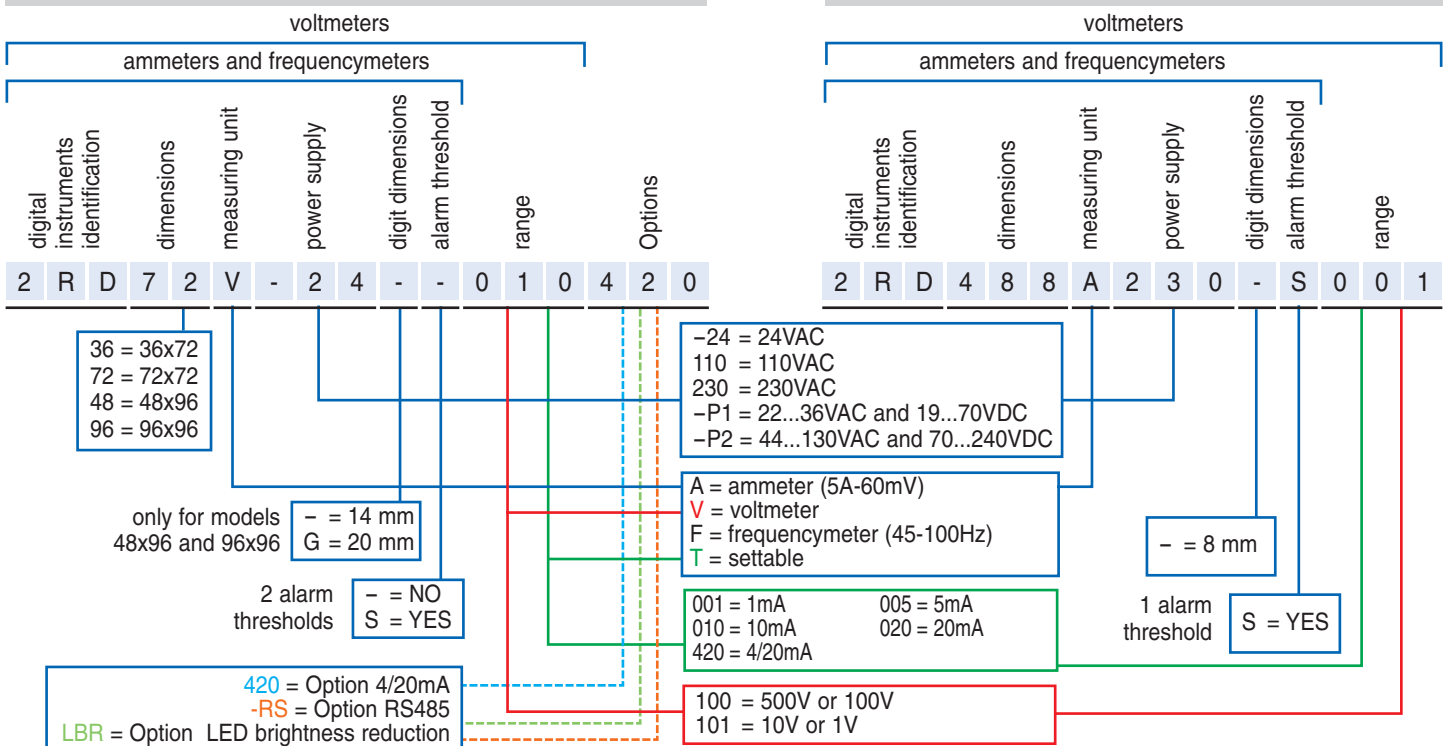 voltmeters
ammeters and frequencymeters
digital
instruments
identification
dimensions
measuring unit
power supply
digit dimensions
alarm threshold
range
Options
2 R D 7 2 V - 2 4 - - 0 1 0 4 2 0
voltmeters
ammeters and frequencymeters
digital
instruments
identification
dimensions
measuring unit
power supply
digit dimensions
alarm threshold
range
2 R D 4 8 8 A 2 3 0 - S 0 0 1
36 = 36x72
72 = 72x72
48 = 48x96
96 = 96x96
–24 = 24VAC
110 = 110VAC
230 = 230VAC
–P1 = 22...36VAC and 19...70VDC
–P2 = 44...130VAC and 70...240VDC
A = ammeter (5A-60mV)
V = voltmeter
F = frequencymeter (45-100Hz)
T = settable
only for models
48x96 and 96x96
– = 14 mm
G = 20 mm
– = 8 mm
2 alarm
thresholds
– = NO
S = YES
001 = 1mA 005 = 5mA
010 = 10mA 020 = 20mA
420 = 4/20mA
1 alarm
threshold
S = YES
420 = Option 4/20mA
-RS = Option RS485
LBR = Option LED brightness reduction
100 = 500V or 100V
101 = 10V or 1V